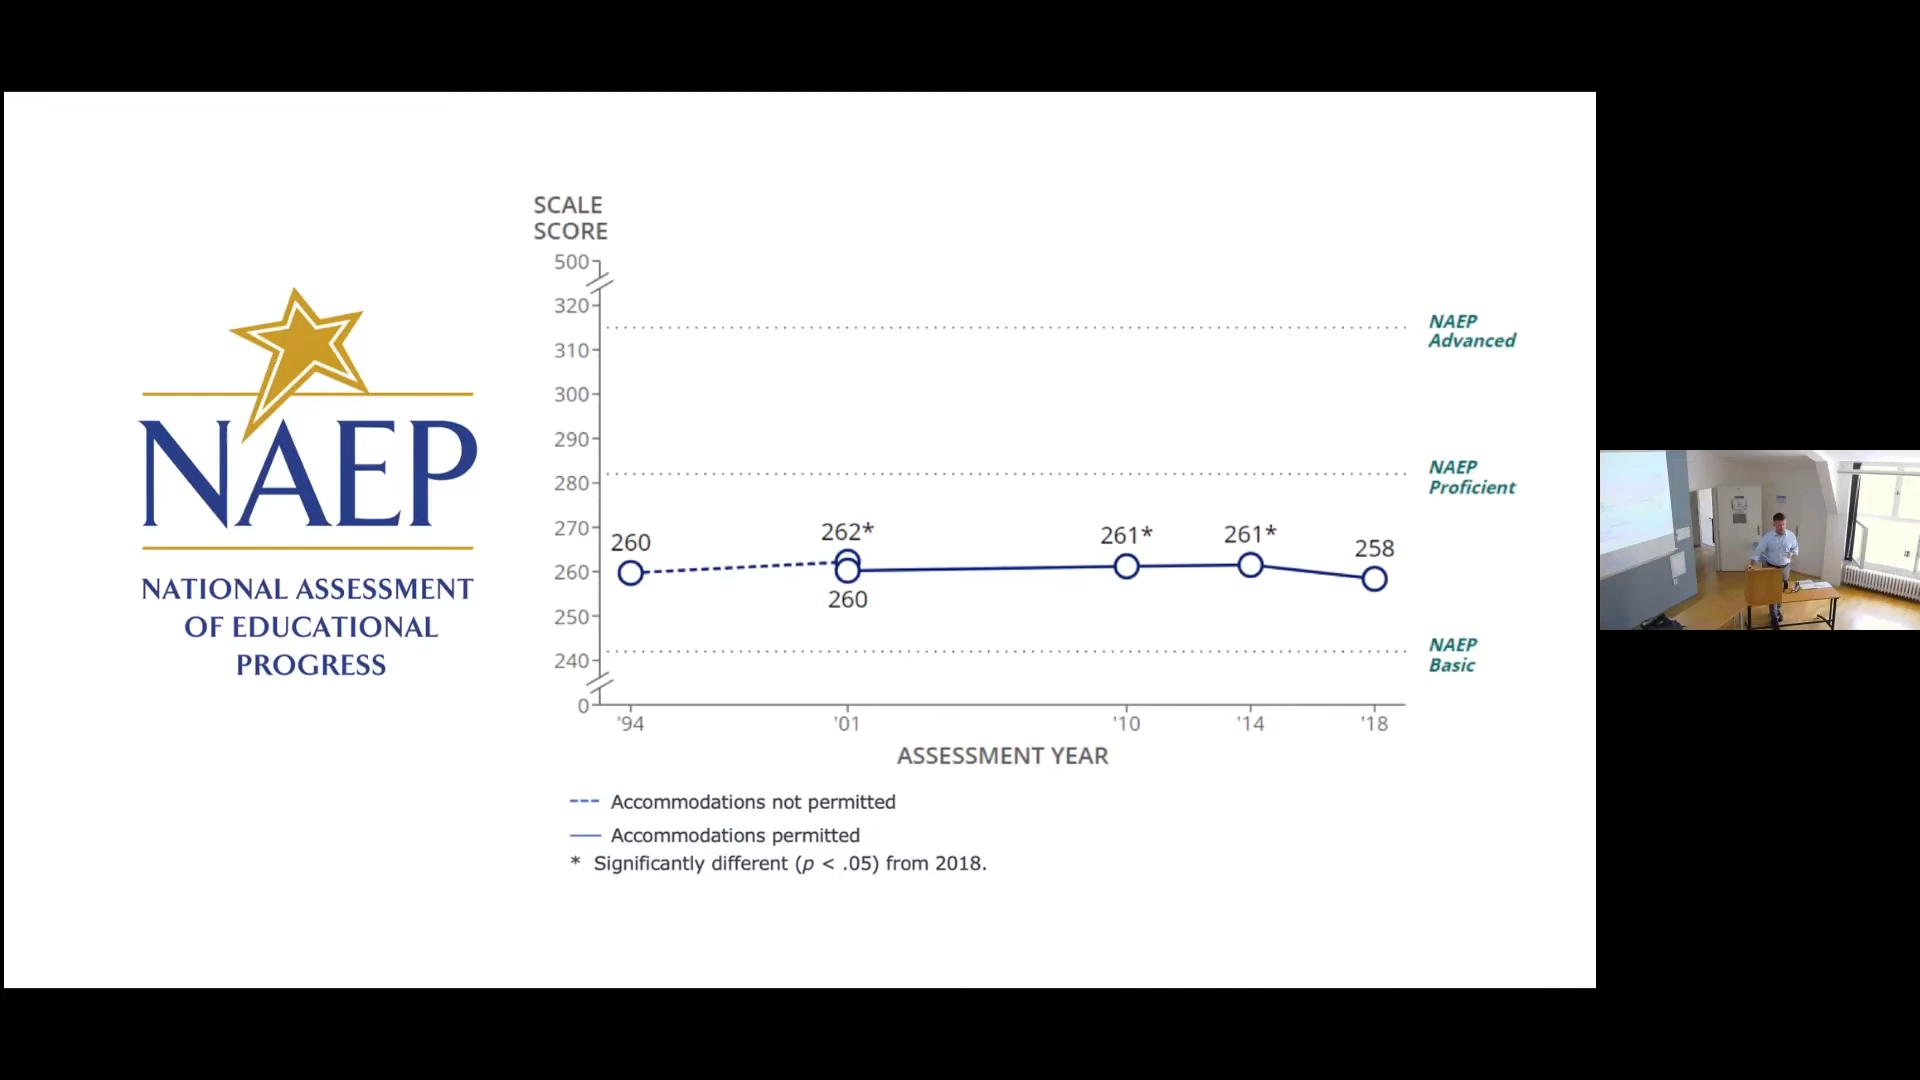 NAEP
NATIONAL ASSESSMENT
OF EDUCATIONAL
PROGRESS
SCALE
SCORE
500
320
310
300
290
280
270
260
250
240
0
NAEP
Advanced
NAEP
Proficient
NAEP
Basic
260
262*
260
261*
261*
258
'94
'01
'10
'14
'18
ASSESSMENT YEAR
Accommodations not permitted
Accommodations permitted
* Significantly different (p < .05) from 2018.